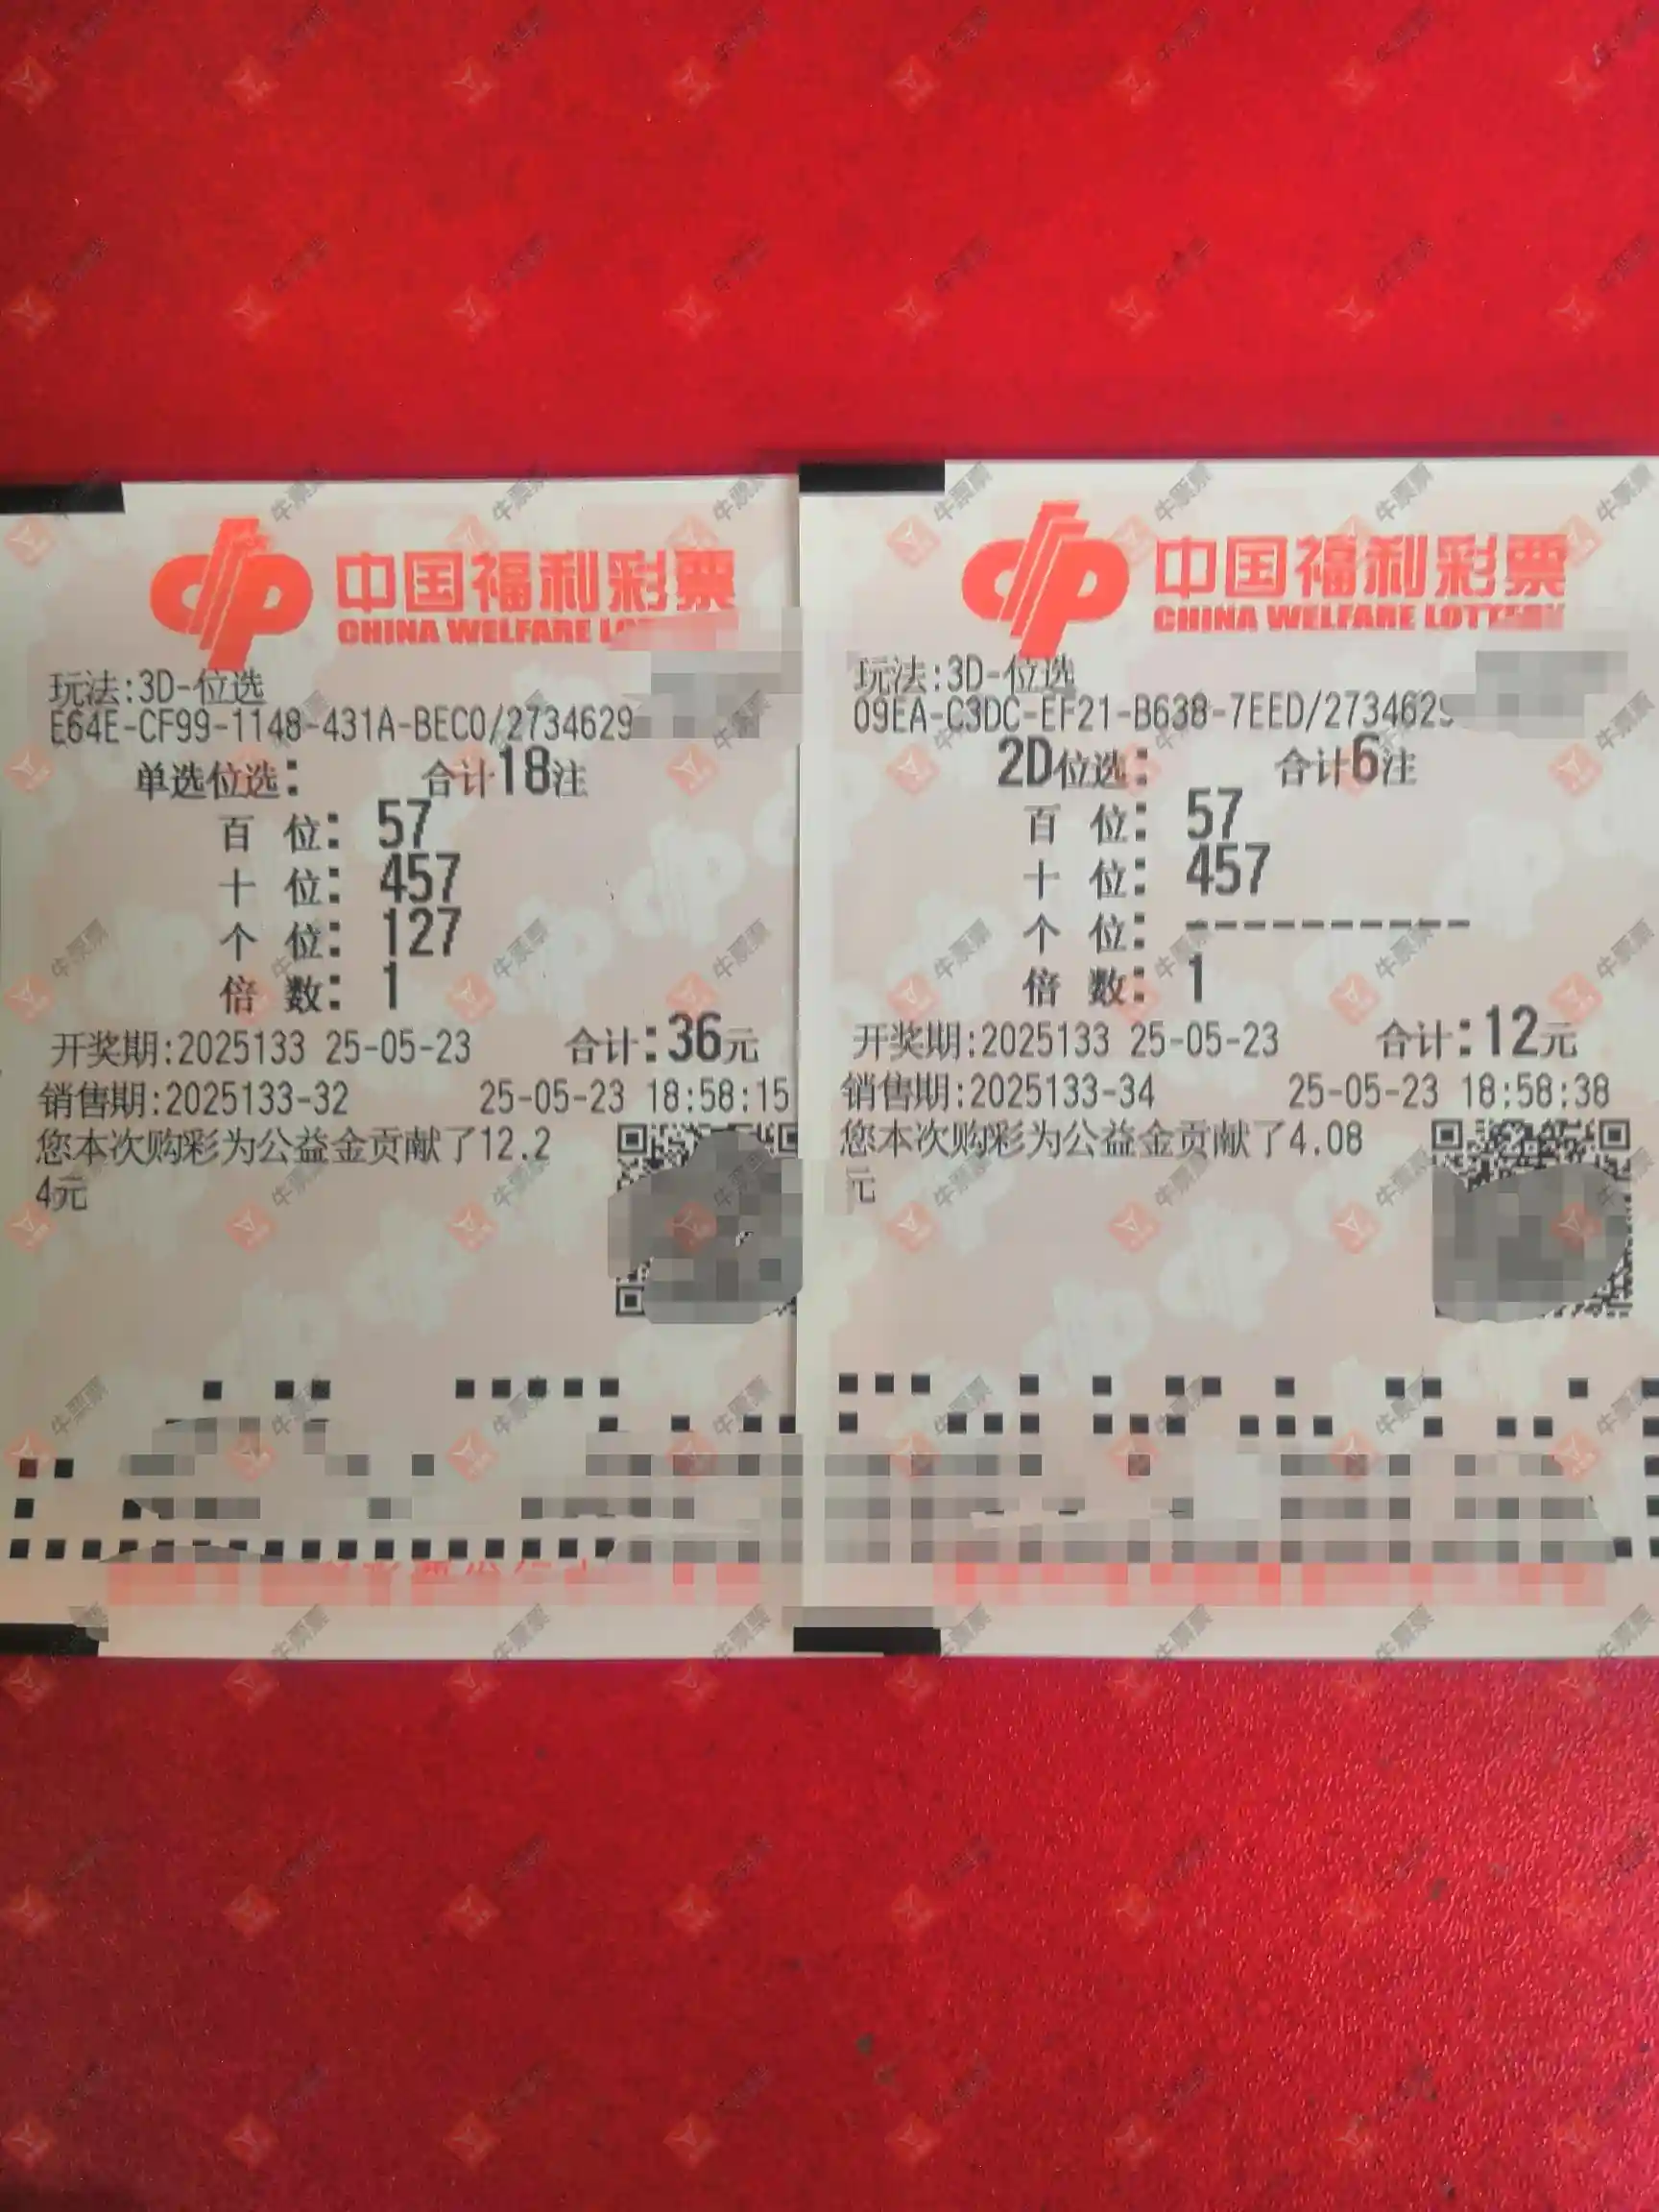 中国福利彩票
CHINA WELFARE
玩法:3D-位选
E64E-CF99-1148-431A-BEC0/2734629
单选位选: 合计18注
百 位: 57
十 位: 457
个 位: 127
倍 数: 1
开奖期:2025133 25-05-23 合计:36元
销售期:2025133-32 25-05-23 18:58:15
您本次购彩为公益金贡献了12.2
4元
中国福利彩票
CHINA WELFARE LOTTERY
玩法:3D-位选
09EA-C3DC-EF21-B638-7EED/2734629
2D位选: 合计6注
百 位: 57
十 位: 457
个 位: ----------
倍 数: 1
开奖期:2025133 25-05-23 合计:12元
销售期:2025133-34 25-05-23 18:58:38
您本次购彩为公益金贡献了4.08
元
牛票票